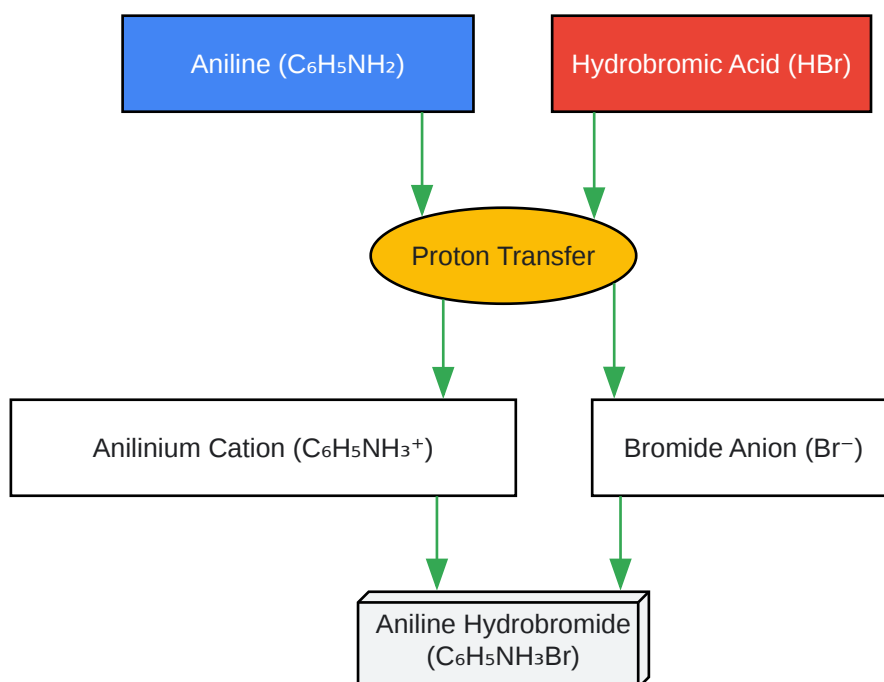 Aniline (C₆H₅NH₂)
Hydrobromic Acid (HBr)
Proton Transfer
Anilinium Cation (C₆H₅NH₃⁺)
Bromide Anion (Br⁻)
Aniline Hydrobromide
(C₆H₅NH₃Br)